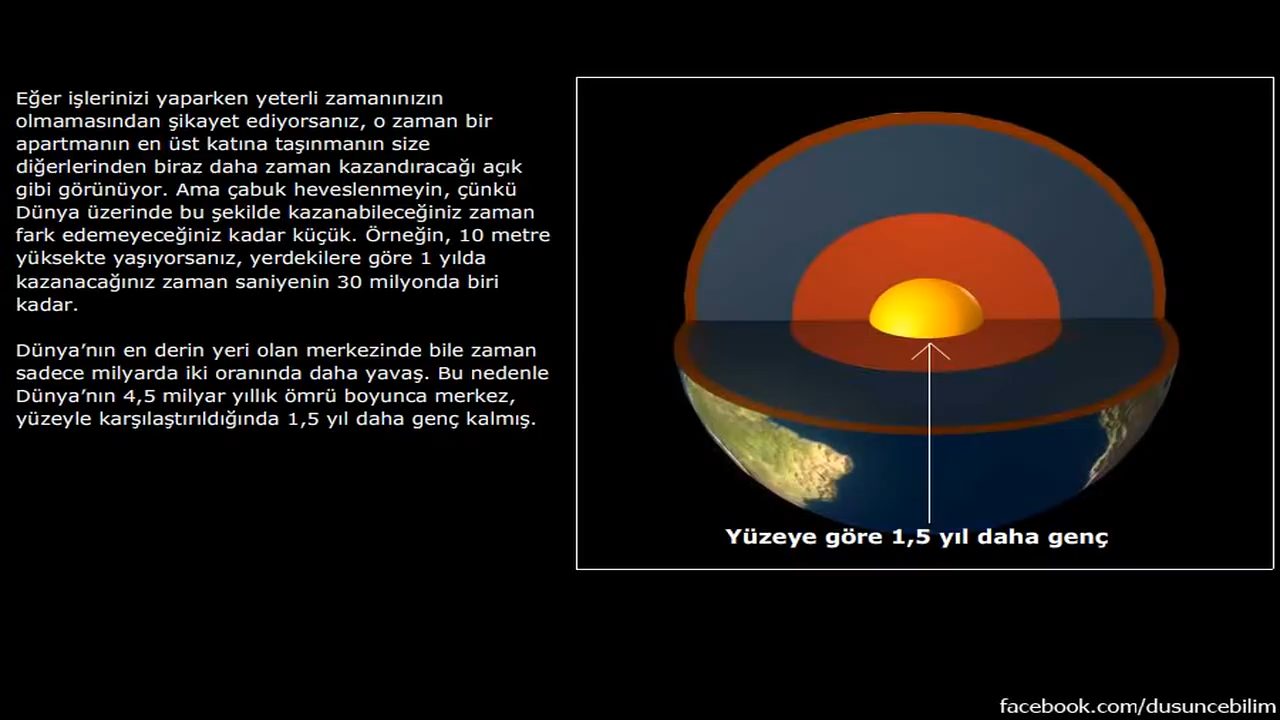 Eğer işlerinizi yaparken yeterli zamanınızın
olmamasından şikayet ediyorsanız, o zaman bir
apartmanın en üst katına taşınmanın size
diğerlerinden biraz daha zaman kazandıracağı açık
gibi görünüyor. Ama çabuk heveslenmeyin, çünkü
Dünya üzerinde bu şekilde kazanabileceğiniz zaman
fark edemeyeceğiniz kadar küçük. Örneğin, 10 metre
yüksekte yaşıyorsanız, yerdekilere göre 1 yılda
kazanacağınız zaman saniyenin 30 milyonda biri
kadar.
Dünya’nın en derin yeri olan merkezinde bile zaman
sadece milyarda iki oranında daha yavaş. Bu nedenle
Dünya’nın 4,5 milyar yıllık ömrü boyunca merkez,
yüzeyle karşılaştırıldığında 1,5 yıl daha genç kalmış.
Yüzeye göre 1,5 yıl daha genç
facebook.com/dusuncebilim